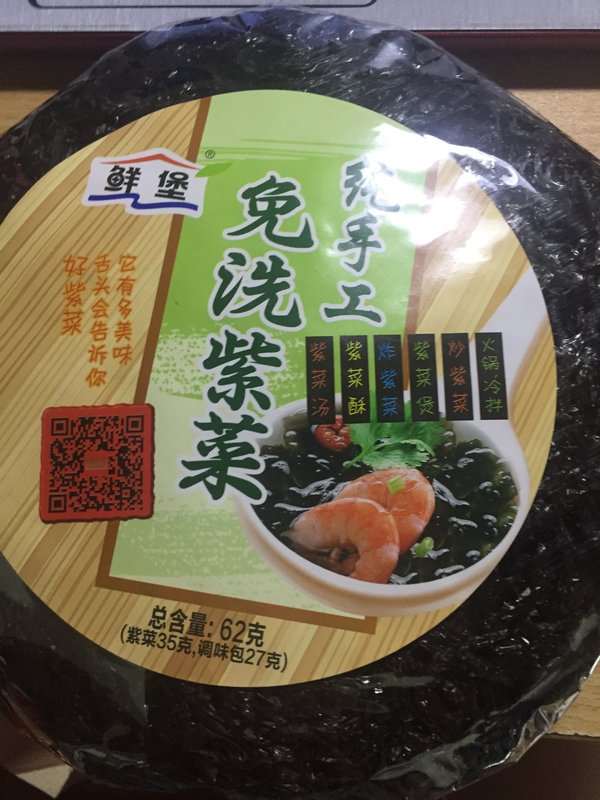 鲜堡®
纯手工
免洗紫菜
它有多美味
舌头会告诉你
好紫菜
火锅冷拌
炒紫菜
紫菜煲
炸紫菜
紫菜酥
紫菜汤
总含量：62克
(紫菜35克,调味包27克)